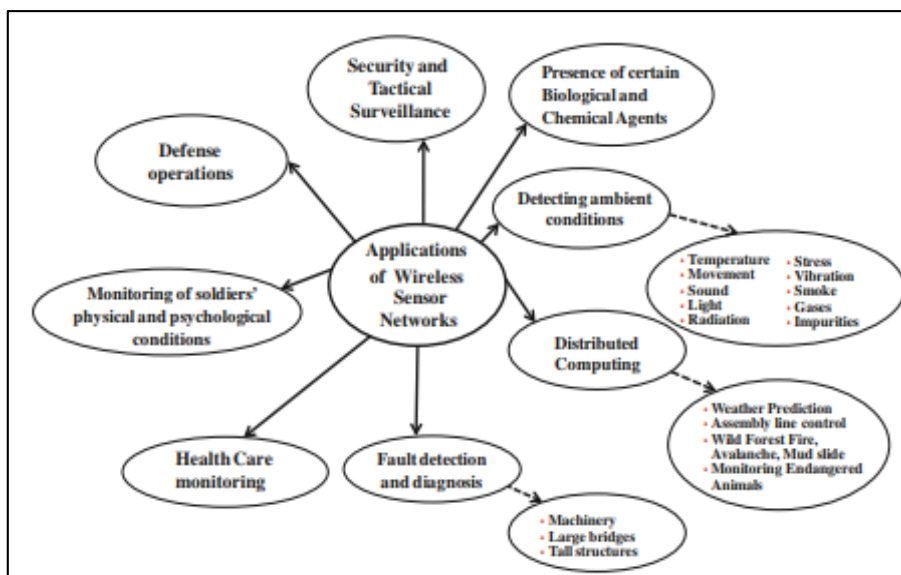 Security and
Tactical
Surveillance
Presence of certain
Biological and
Chemical Agents
Defense
operations
Detecting ambient
conditions
Applications
of Wireless
Sensor
Networks
Temperature
Movement
Sound
Light
Radiation
Stress
Vibration
Smoke
Gases
Impurities
Monitoring of soldiers'
physical and psychological
conditions
Distributed
Computing
Weather Prediction
Assembly line control
Wild Forest Fire,
Avalanche, Mud slide
Monitoring Endangered
Animals
Health Care
monitoring
Fault detection
and diagnosis
Machinery
Large bridges
Tall structures